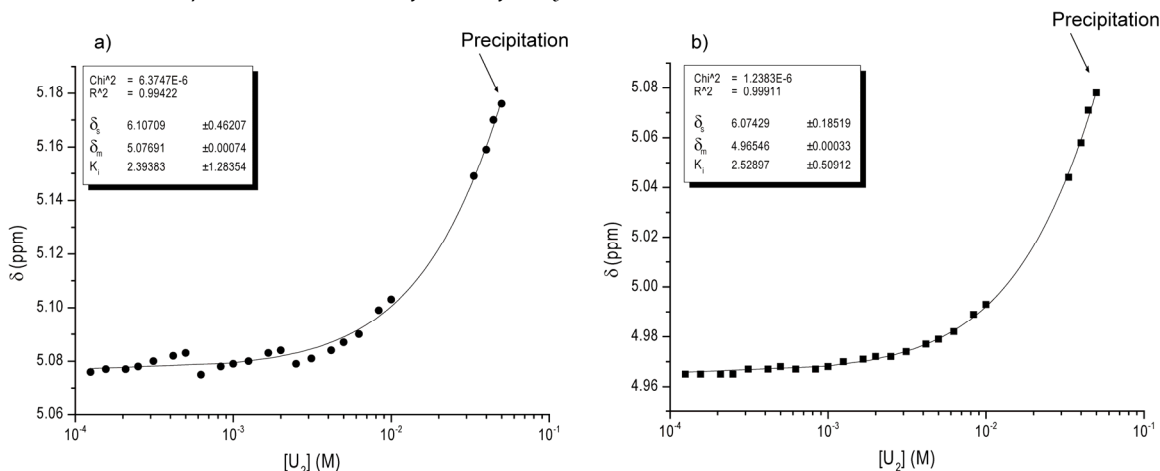 a)
Precipitation
Chi^2 = 6.3747E-6
R^2 = 0.99422
δs 6.10709 ±0.46207
δm 5.07691 ±0.00074
Ki 2.39383 ±1.28354
5.18
5.16
5.14
5.12
5.10
5.08
5.06
δ (ppm)
10^-4 10^-3 10^-2 10^-1
[U2] (M)
b)
Precipitation
Chi^2 = 1.2383E-6
R^2 = 0.99911
δs 6.07429 ±0.18519
δm 4.96546 ±0.00033
Ki 2.52897 ±0.50912
5.08
5.06
5.04
5.02
5.00
4.98
4.96
δ (ppm)
10^-4 10^-3 10^-2 10^-1
[U2] (M)